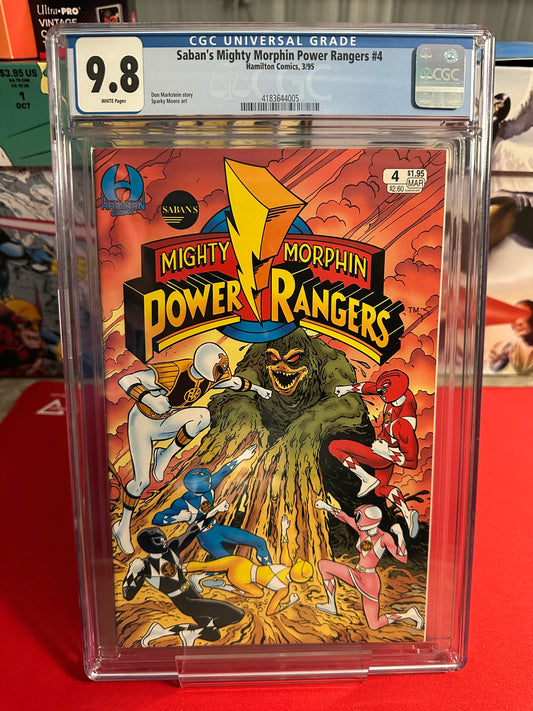 Ultra•PRO
VINTAGE
$3.95 US
1
OCT
CGC UNIVERSAL GRADE
9.8
WHITE Pages
Saban's Mighty Morphin Power Rangers #4
Hamilton Comics, 3/95
Don Markstein story
Sparky Moore art
4183644005
CGC
HAMILTON
SABAN'S
4
$1.95
$2.60
MAR
MIGHTY MORPHIN
POWER RANGERS
TM